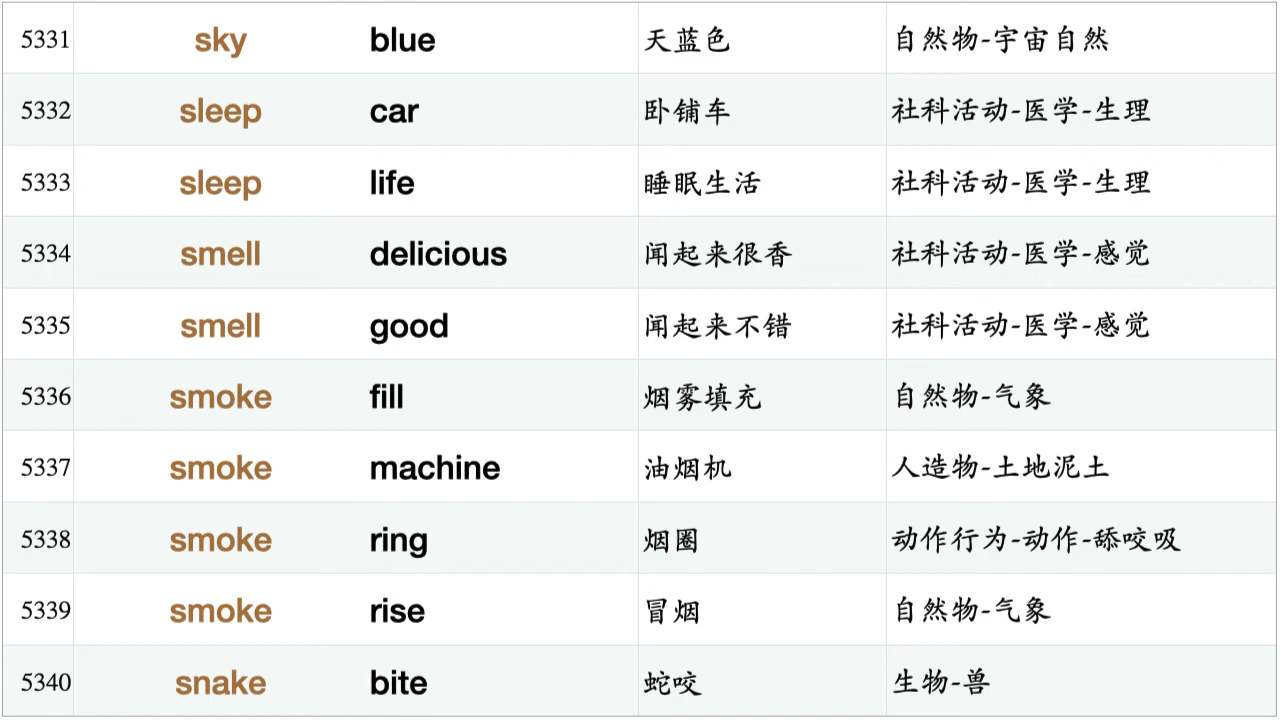 5331 sky blue 天蓝色 自然物-宇宙自然
5332 sleep car 卧铺车 社科活动-医学-生理
5333 sleep life 睡眠生活 社科活动-医学-生理
5334 smell delicious 闻起来很香 社科活动-医学-感觉
5335 smell good 闻起来不错 社科活动-医学-感觉
5336 smoke fill 烟雾填充 自然物-气象
5337 smoke machine 油烟机 人造物-土地泥土
5338 smoke ring 烟圈 动作行为-动作-舔咬吸
5339 smoke rise 冒烟 自然物-气象
5340 snake bite 蛇咬 生物-兽